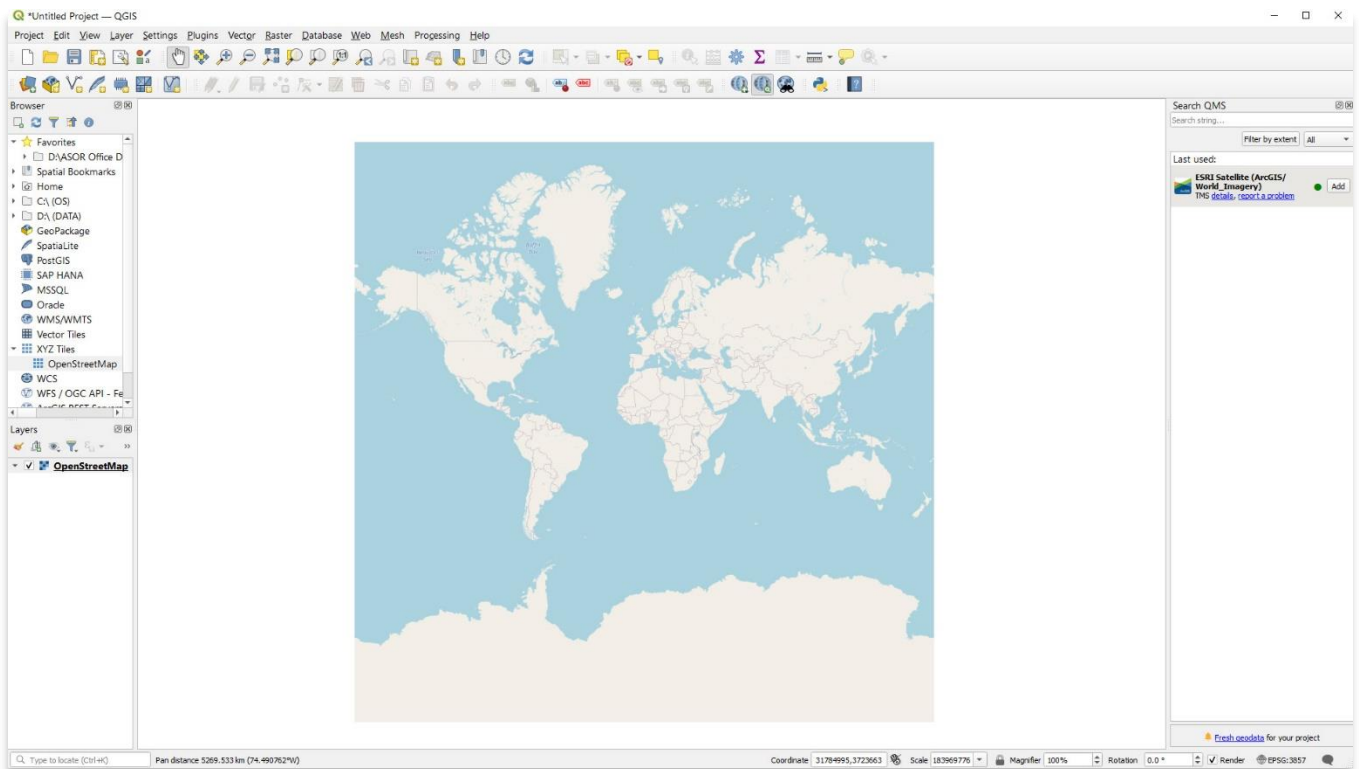 *Untitled Project — QGIS
Project Edit View Layer Settings Plugins Vector Raster Database Web Mesh Processing Help
Browser
Favorites
D:\ASOR Office D
Spatial Bookmarks
Home
C:\ (OS)
D:\ (DATA)
GeoPackage
SpatiaLite
PostGIS
SAP HANA
MSSQL
Oracle
WMS/WMTS
Vector Tiles
XYZ Tiles
OpenStreetMap
WCS
WFS / OGC API - Fe
Layers
OpenStreetMap
Search QMS
Search string...
Filter by extent All
Last used:
ESRI Satellite (ArcGIS/
World_Imagery)
TMS details, report a problem
Add
Fresh geodata for your project
Type to locate (Ctrl+K) Pan distance 5269.533 km (74.490762°W) Coordinate 31784995,3723663 Scale 183969776 Magnifier 100% Rotation 0.0 ° Render EPSG:3857